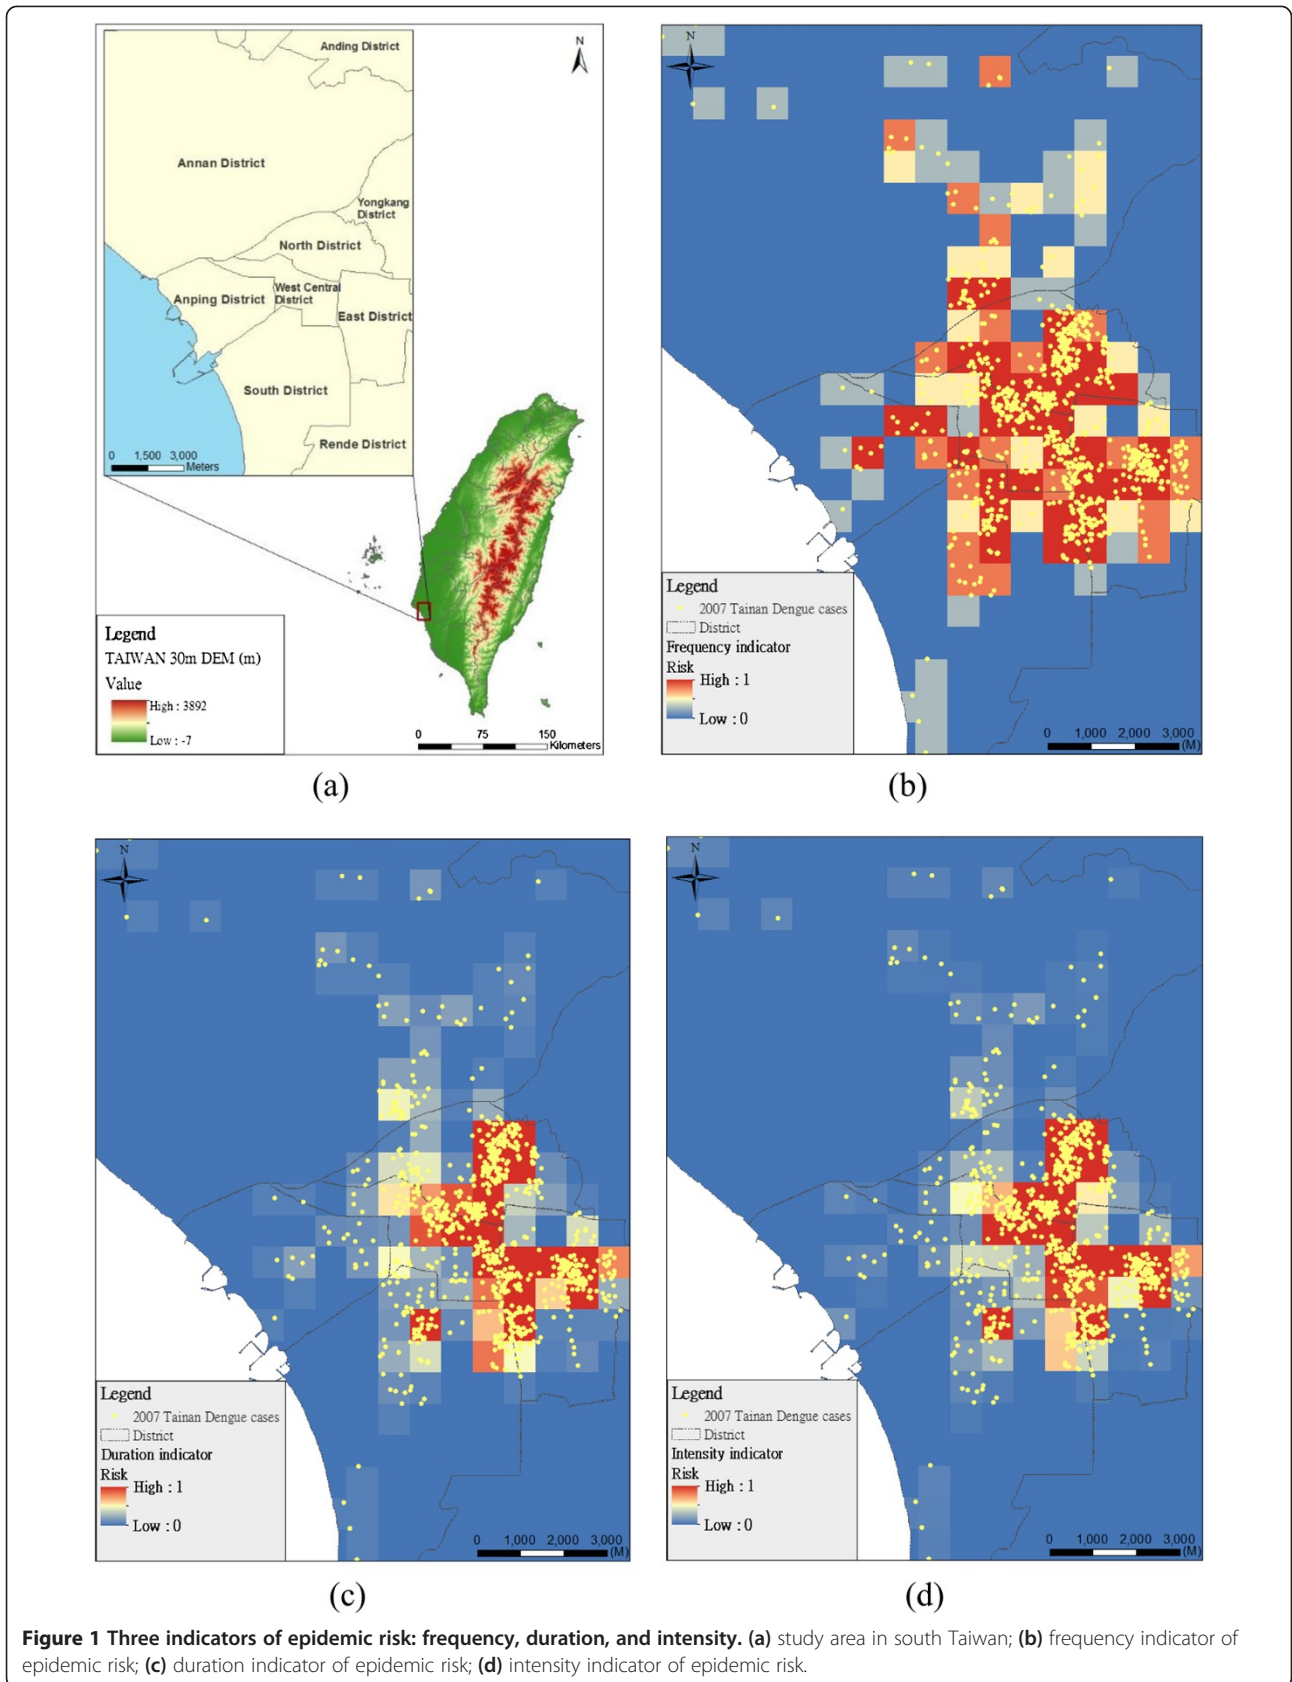 N
Anding District
Annan District
Yongkang
District
North District
West Central
District
Anping District
East District
South District
Rende District
0 1,500 3,000
Meters
Legend
TAIWAN 30m DEM (m)
Value
High : 3892
Low : -7
0 75 150
Kilometers
(a)
N
Legend
2007 Tainan Dengue cases
District
Frequency indicator
Risk
High : 1
Low : 0
0 1,000 2,000 3,000
(M)
(b)
N
Legend
2007 Tainan Dengue cases
District
Duration indicator
Risk
High : 1
Low : 0
0 1,000 2,000 3,000
(M)
(c)
N
Legend
2007 Tainan Dengue cases
District
Intensity indicator
Risk
High : 1
Low : 0
0 1,000 2,000 3,000
(M)
(d)
Figure 1 Three indicators of epidemic risk: frequency, duration, and intensity. (a) study area in south Taiwan; (b) frequency indicator of
epidemic risk; (c) duration indicator of epidemic risk; (d) intensity indicator of epidemic risk.